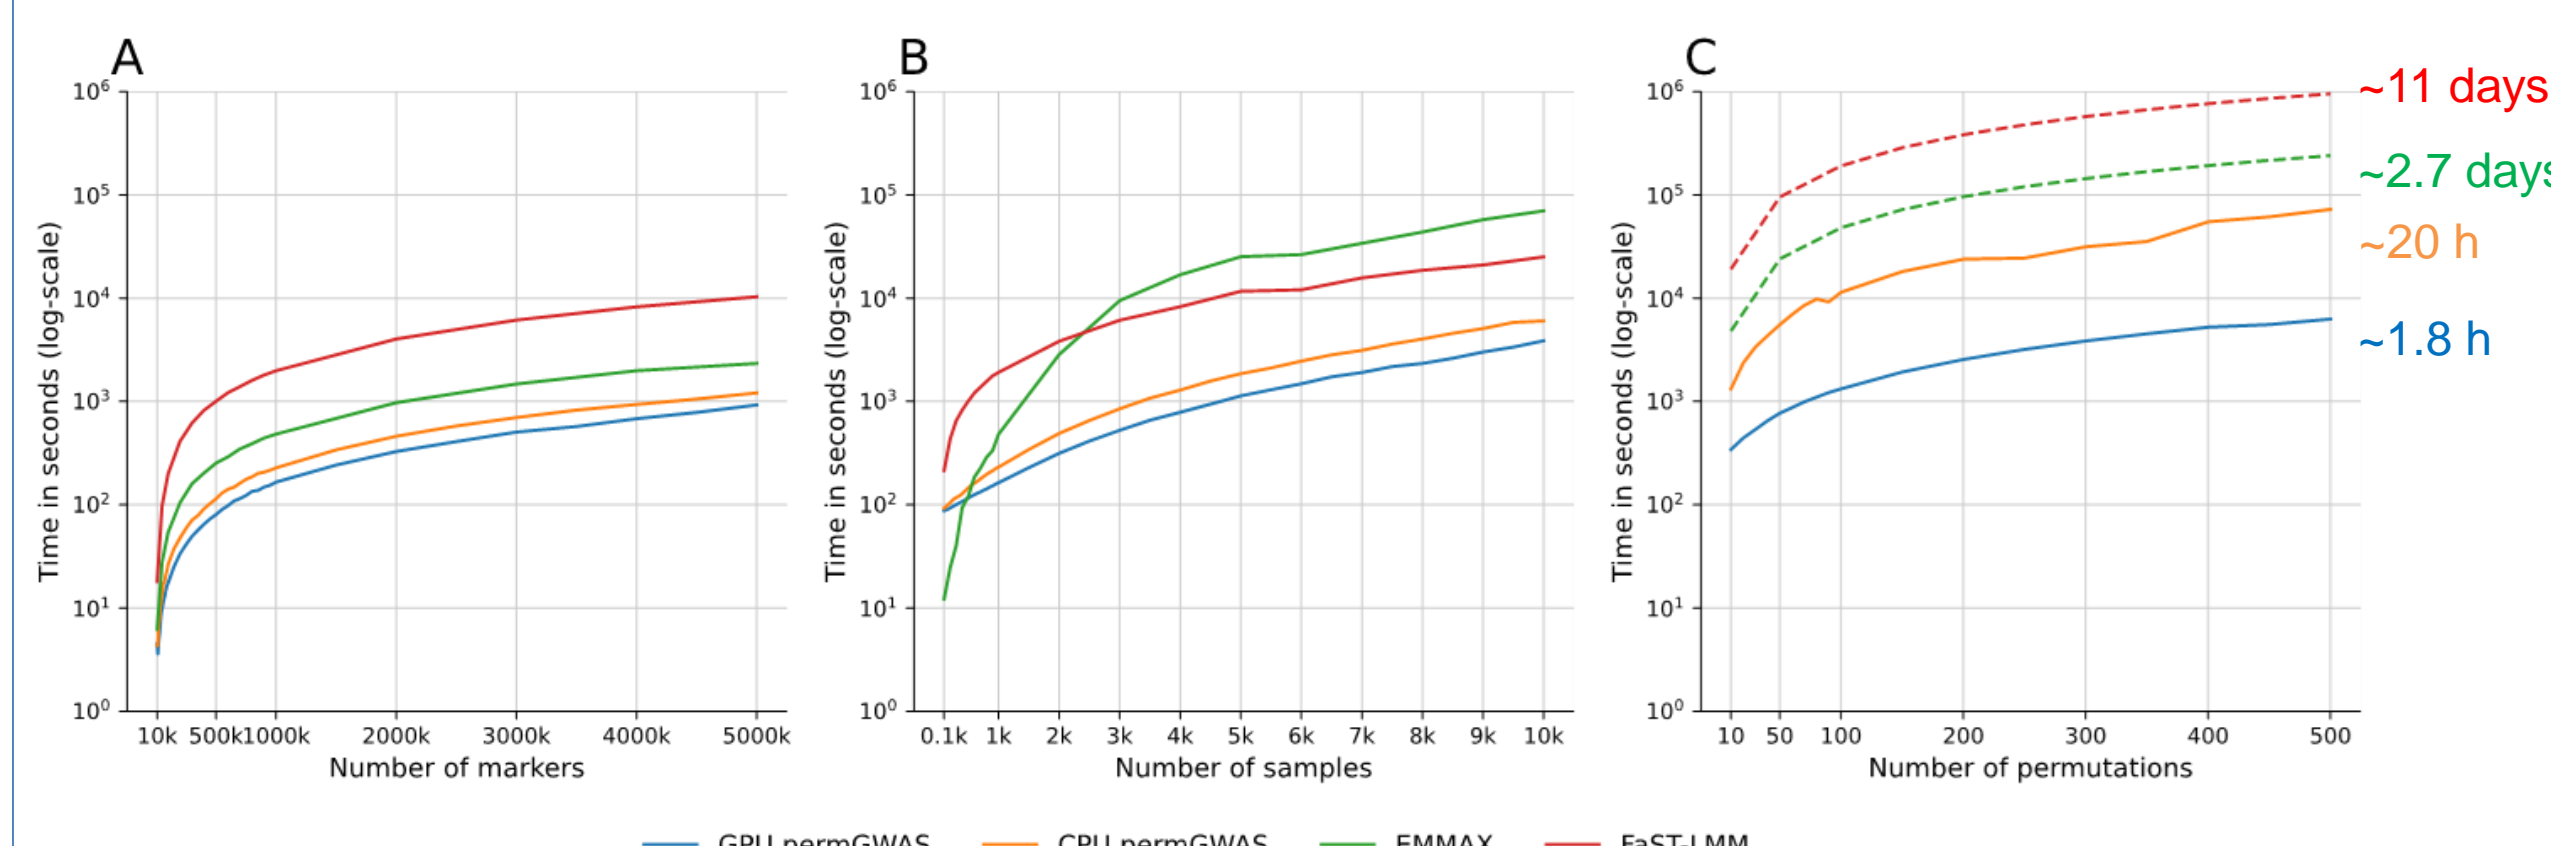 A
B
C
10⁶
10⁵
10⁴
10³
10²
10¹
10⁰
Time in seconds (log-scale)
10k 500k 1000k 2000k 3000k 4000k 5000k
Number of markers
10⁶
10⁵
10⁴
10³
10²
10¹
10⁰
Time in seconds (log-scale)
0.1k 1k 2k 3k 4k 5k 6k 7k 8k 9k 10k
Number of samples
10⁶
10⁵
10⁴
10³
10²
10¹
10⁰
Time in seconds (log-scale)
10 50 100 200 300 400 500
Number of permutations
~11 days
~2.7 days
~20 h
~1.8 h
GPU permGWAS CPU permGWAS EMMAX FaST-LMM